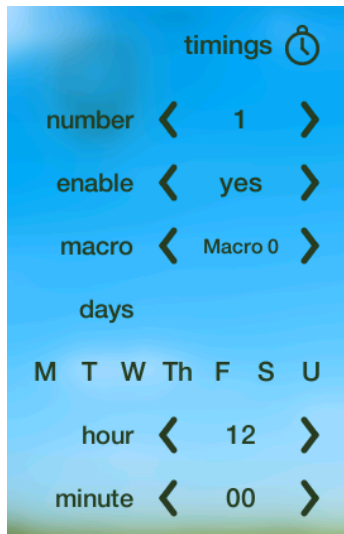 timings
number 1
enable yes
macro Macro 0
days
M T W Th F S U
hour 12
minute 00